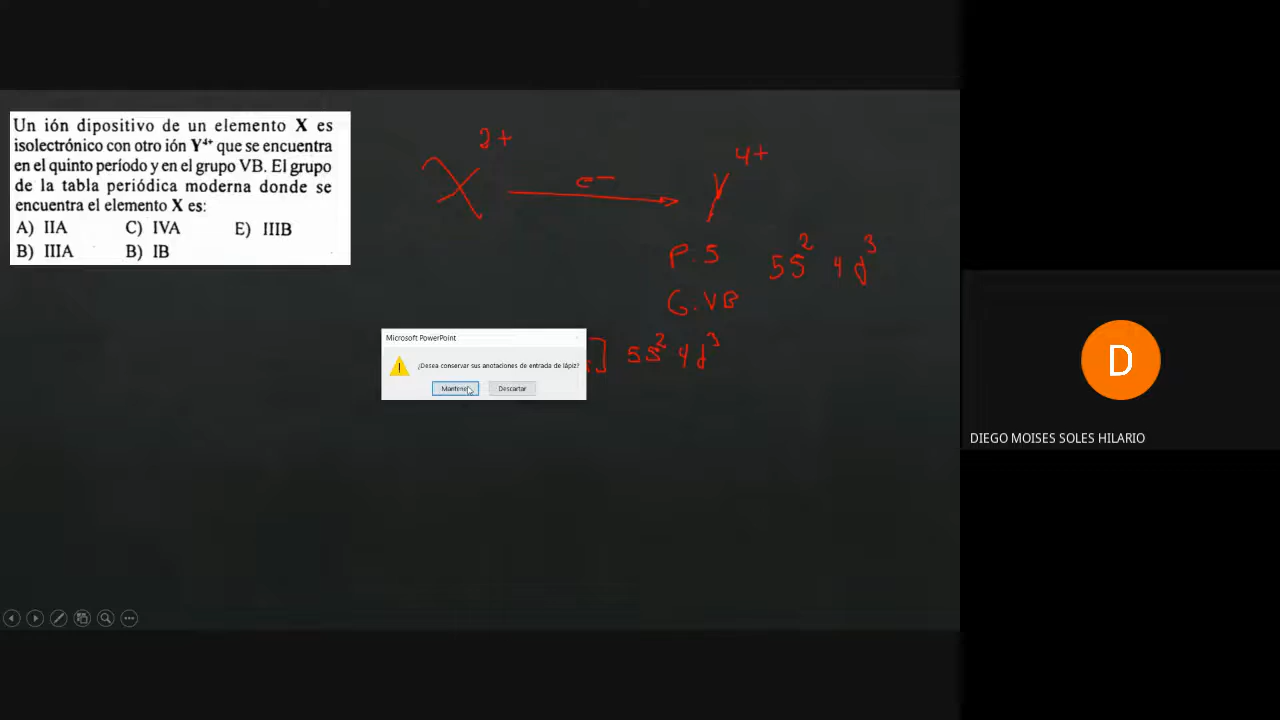 Un ión dipositivo de un elemento X es
isolectrónico con otro ión Y⁴⁺ que se encuentra
en el quinto período y en el grupo VB. El grupo
de la tabla periódica moderna donde se
encuentra el elemento X es:
A) IIA C) IVA E) IIIB
B) IIIA B) IB
X²⁺ e⁻ Y⁴⁺
P. 5 5S² 4d³
G. VB
] 5S² 4d³
Microsoft PowerPoint
¿Desea conservar sus anotaciones de entrada de lápiz?
Mantener Descartar
D
DIEGO MOISES SOLES HILARIO